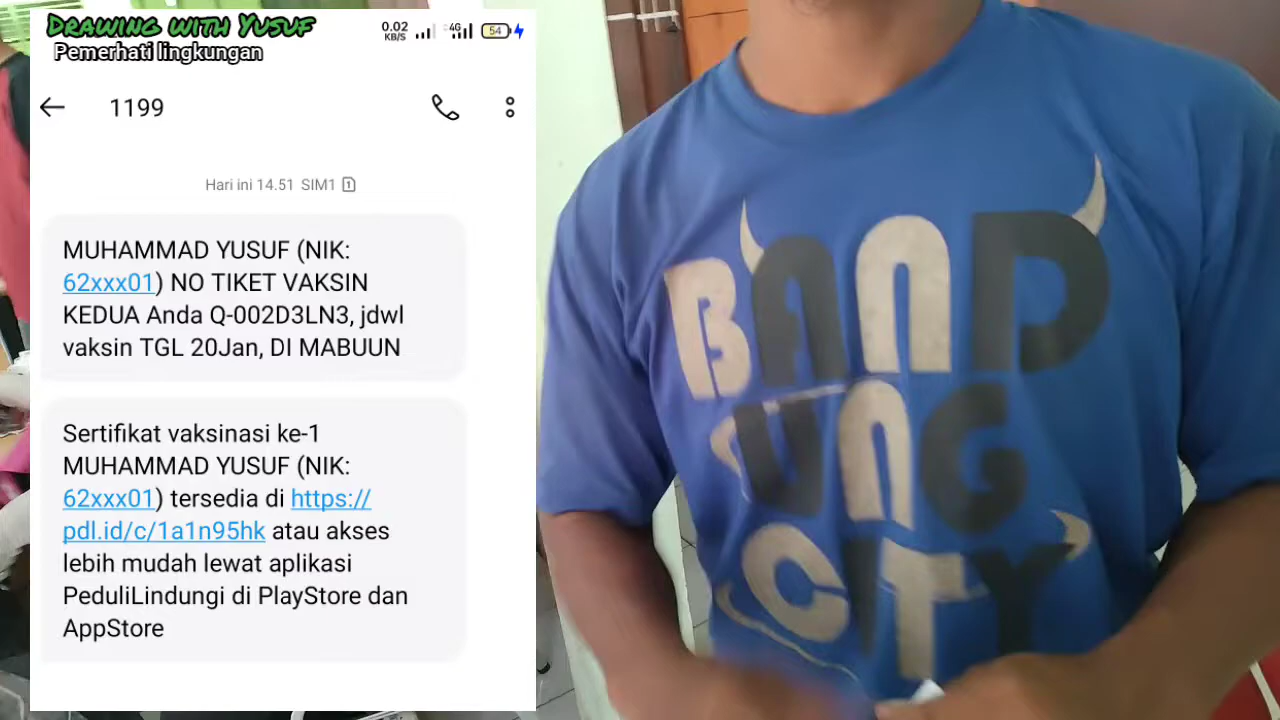 Drawing with Yusuf
Pemerhati lingkungan
0.02
KB/S
4G
54
1199
Hari ini 14.51 SIM1 1
MUHAMMAD YUSUF (NIK:
62xxx01) NO TIKET VAKSIN
KEDUA Anda Q-002D3LN3, jdwl
vaksin TGL 20Jan, DI MABUUN
Sertifikat vaksinasi ke-1
MUHAMMAD YUSUF (NIK:
62xxx01) tersedia di https://
pdl.id/c/1a1n95hk atau akses
lebih mudah lewat aplikasi
PeduliLindungi di PlayStore dan
AppStore
BAND
UNG
CITY